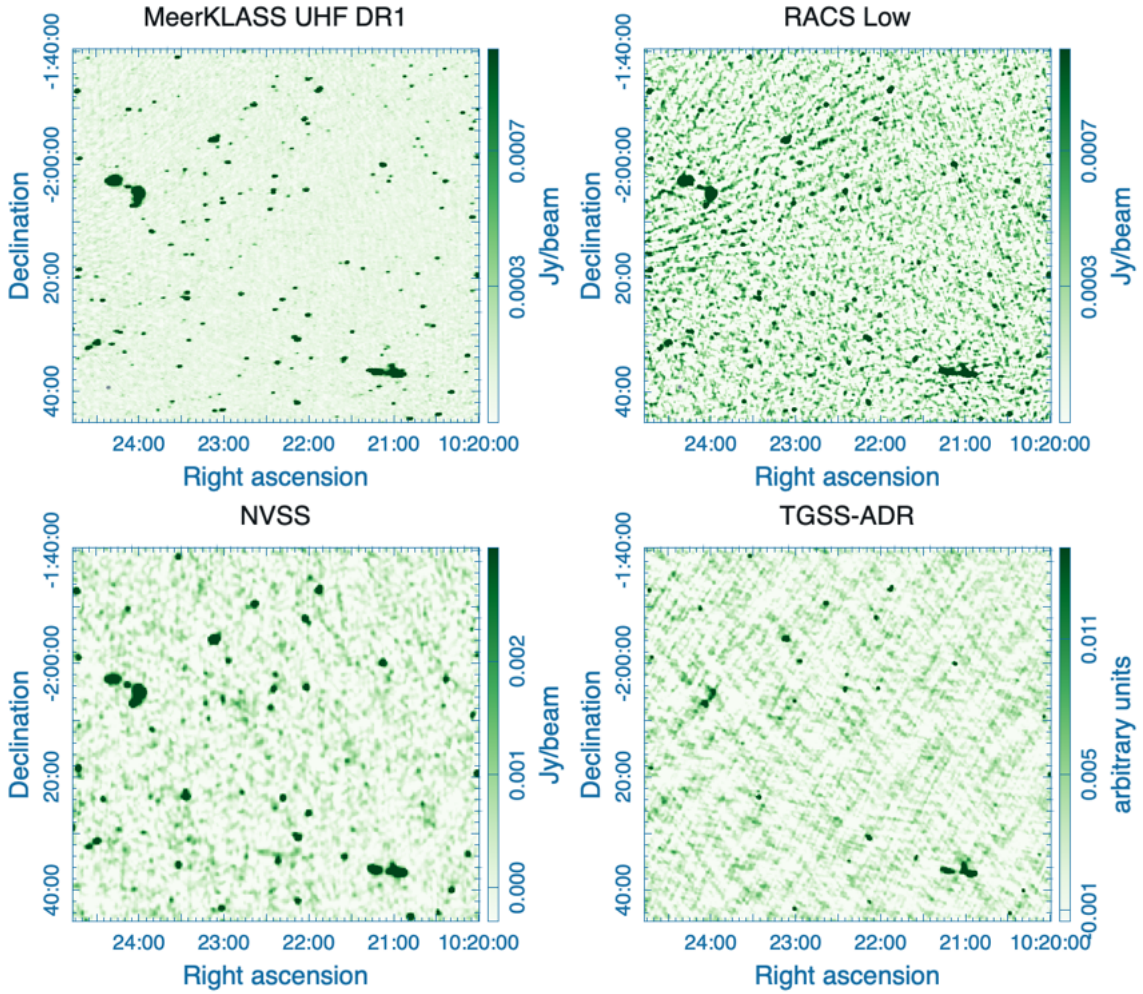 MeerKLASS UHF DR1
-1:40:00
-2:00:00
20:00
40:00
Declination
24:00
23:00
22:00
21:00
10:20:00
Right ascension
0.007
0.0003
Jy/beam
RACS Low
-1:40:00
-2:00:00
20:00
40:00
Declination
24:00
23:00
22:00
21:00
10:20:00
Right ascension
0.0007
0.0003
Jy/beam
NVSS
-1:40:00
-2:00:00
20:00
40:00
Declination
24:00
23:00
22:00
21:00
10:20:00
Right ascension
0.002
0.001
0.000
Jy/beam
TGSS-ADR
-1:40:00
-2:00:00
20:00
40:00
Declination
24:00
23:00
22:00
21:00
10:20:00
Right ascension
0.011
0.005
-0.001
arbitrary units